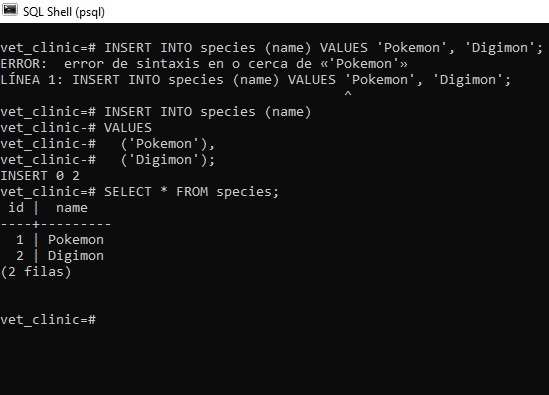 SQL Shell (psql)
vet_clinic=# INSERT INTO species (name) VALUES 'Pokemon', 'Digimon';
ERROR:  error de sintaxis en o cerca de «'Pokemon'»
LÍNEA 1: INSERT INTO species (name) VALUES 'Pokemon', 'Digimon';
^
vet_clinic=# INSERT INTO species (name)
vet_clinic-# VALUES
vet_clinic-#   ('Pokemon'),
vet_clinic-#   ('Digimon');
INSERT 0 2
vet_clinic=# SELECT * FROM species;
id |  name
----+---------
1 | Pokemon
2 | Digimon
(2 filas)
vet_clinic=#